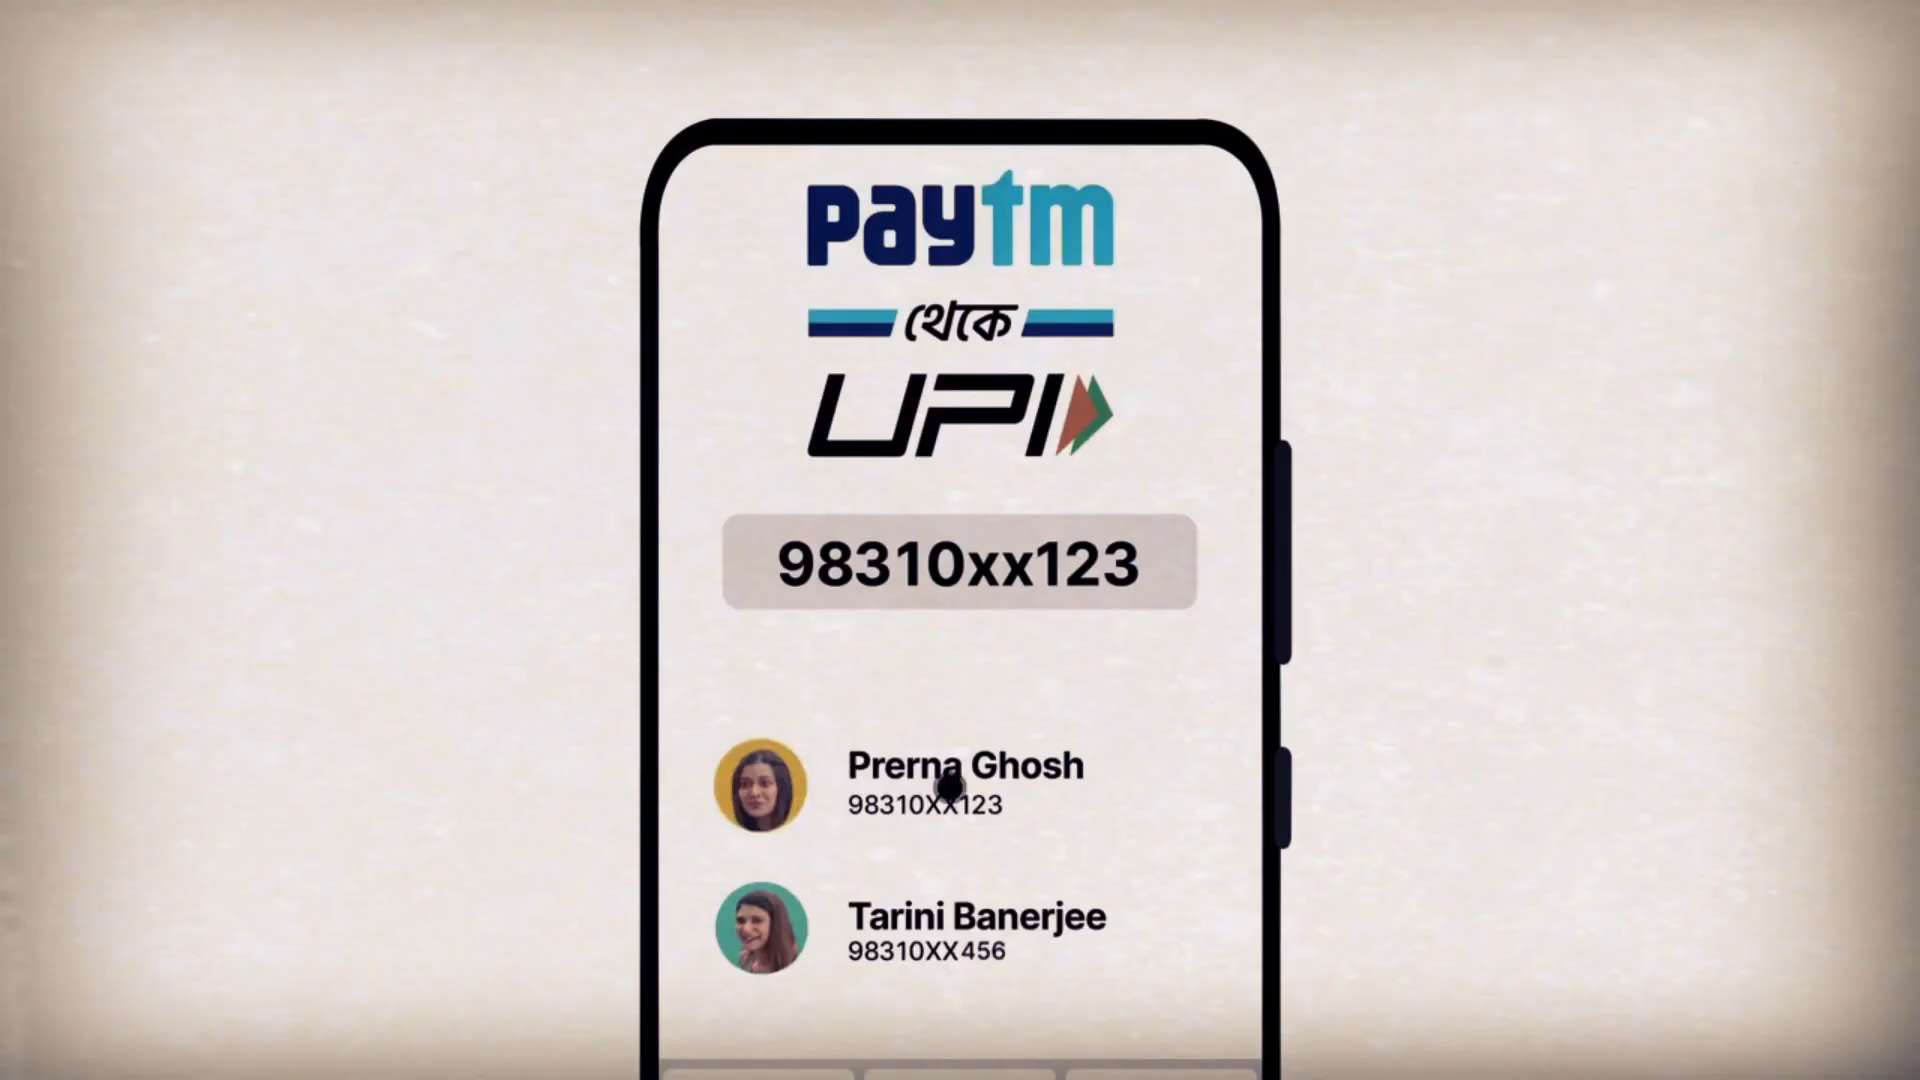 paytm
থেকে
UPI
98310xx123
Prerna Ghosh
98310XX123
Tarini Banerjee
98310XX456